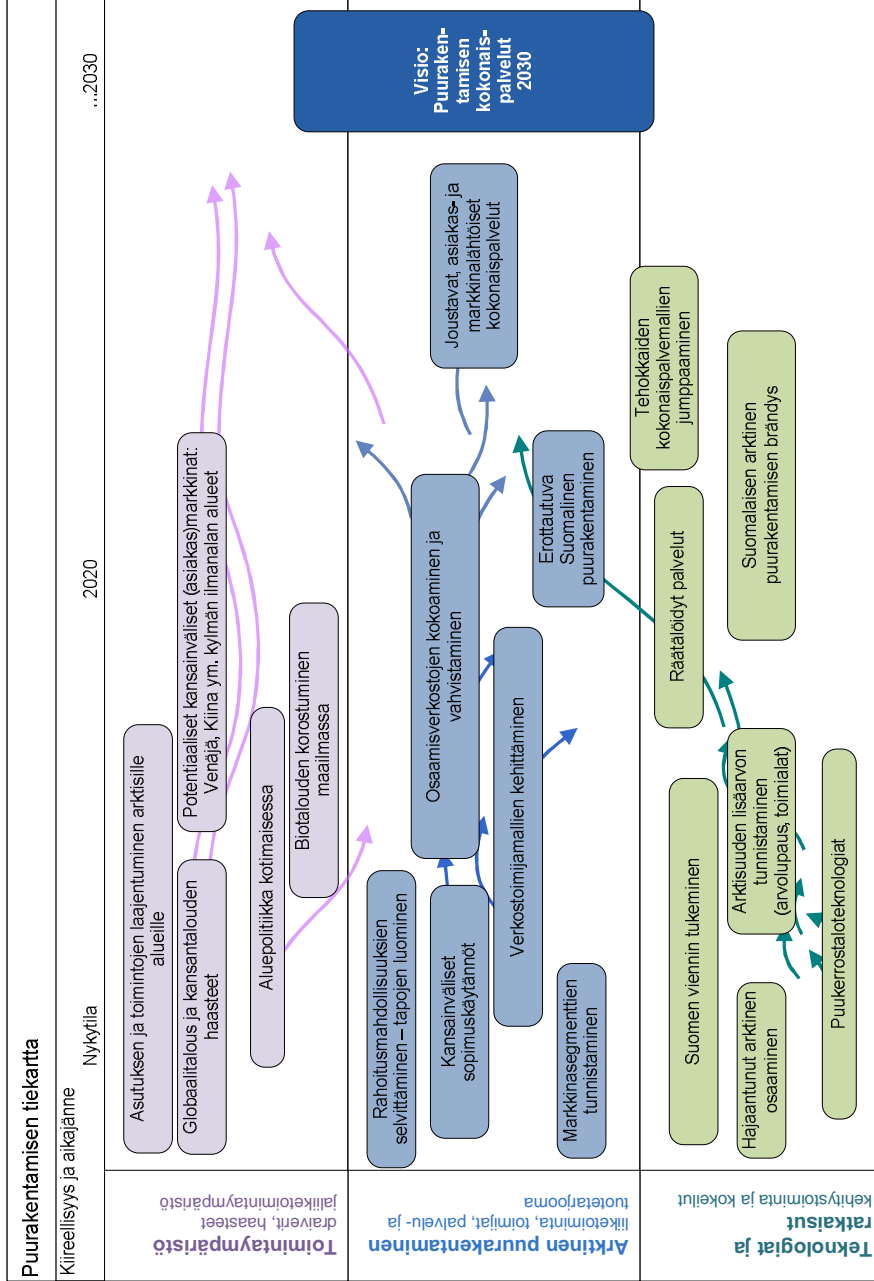 Puurakentamisen tiekartta
Kiireellisyys ja aikajänne
Nykytila
2020
...2030
Toimintaympäristö
draiverit, haasteet
jaliiketoimintaympäristö
Asutuksen ja toimintojen laajentuminen arktisille
alueille
Globaalitalous ja kansantalouden
haasteet
Potentiaaliset kansainväliset (asiakas)markkinat:
Venäjä, Kiina ym. kylmän ilmanalan alueet
Aluepolitiikka kotimaisessa
Biotalouden korostuminen
maailmassa
Arktinen puurakentaminen
liiketoiminta, toimijat, palvelu- ja
tuotetarjooma
Rahoitusmahdollisuuksien
selvittäminen – tapojen luominen
Kansainväliset
sopimuskäytännöt
Osaamisverkostojen kokoaminen ja
vahvistaminen
Verkostoimijamallien kehittäminen
Markkinasegmenttien
tunnistaminen
Erottautuva
Suomalinen
puurakentaminen
Joustavat, asiakas- ja
markkinalähtöiset
kokonaispalvelut
Visio:
Puuraken-
tamisen
kokonais-
palvelut
2030
Teknologiat ja
ratkaisut
kehitystoiminta ja kokeilut
Suomen viennin tukeminen
Hajaantunut arktinen
osaaminen
Arktisuuden lisäarvon
tunnistaminen
(arvolupaus, toimialat)
Puukerrostaloteknologiat
Räätälöidyt palvelut
Tehokkaiden
kokonaispalvemallien
jumppaaminen
Suomalaisen arktinen
puurakentamisen brändys